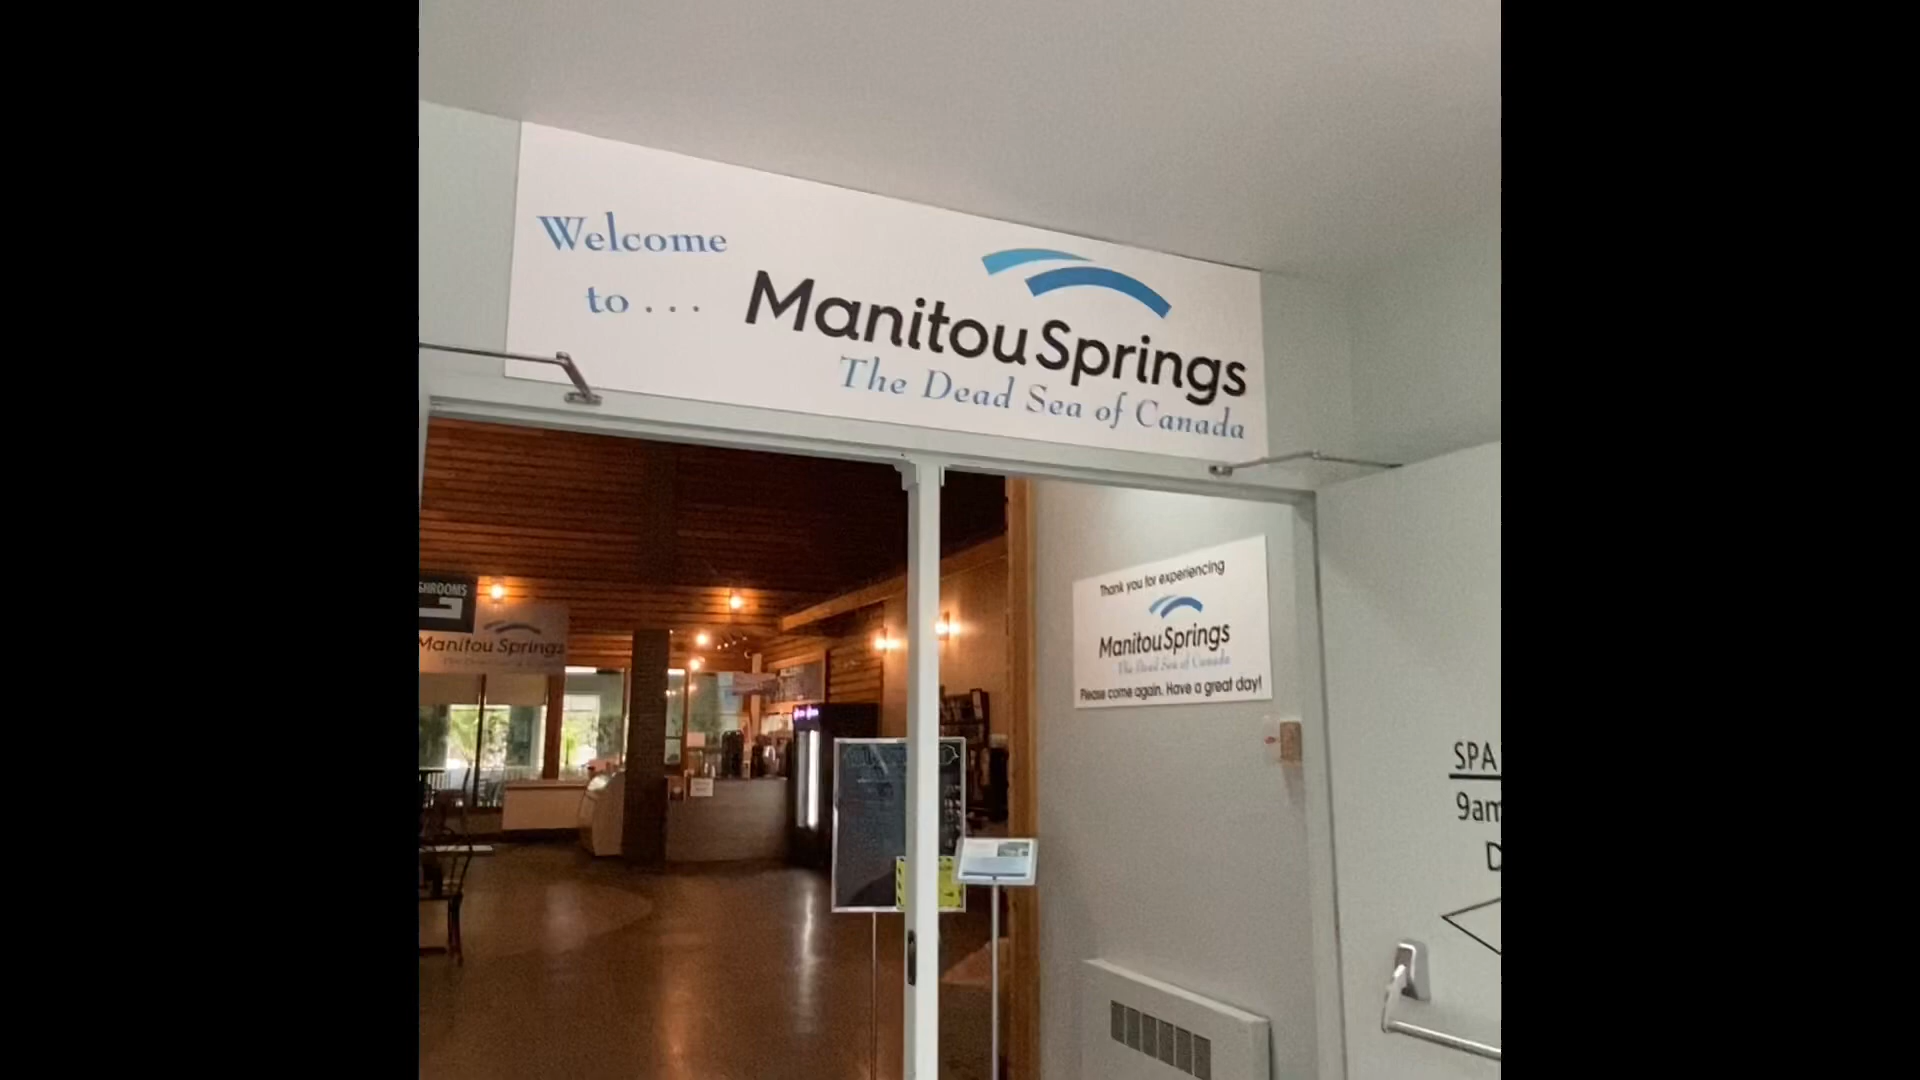 Welcome
to . . .
Manitou Springs
The Dead Sea of Canada
SHROOMS
Manitou Springs
Thank you for experiencing
Manitou Springs
The Dead Sea of Canada
Please come again. Have a great day!
SPA
9am
D